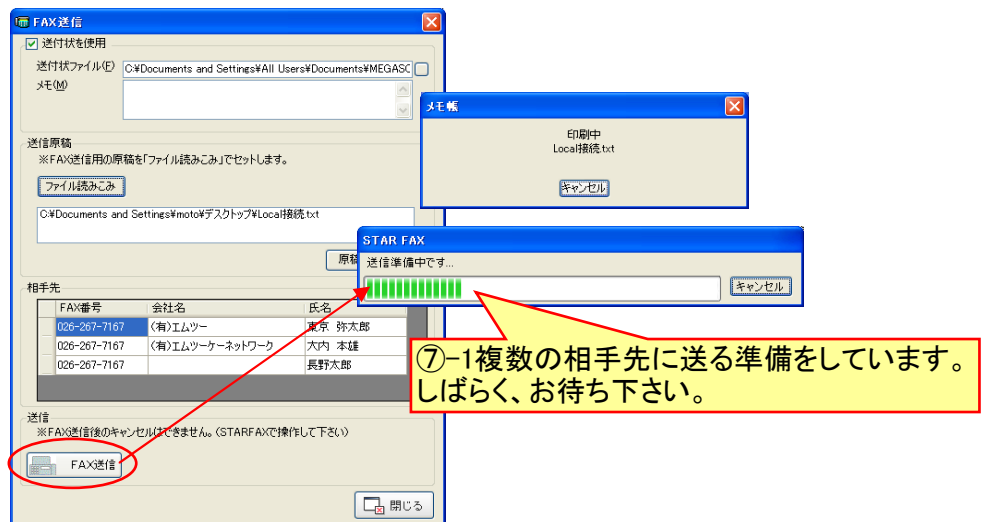 FAX送信
送付状を使用
送付状ファイル(F)
C:¥Documents and Settings¥All Users¥Documents¥MEGASC
メモ(M)
送信原稿
※FAX送信用の原稿を「ファイル読みこみ」でセットします。
ファイル読みこみ
C:¥Documents and Settings¥moto¥デスクトップ¥Local接続.txt
メモ帳
印刷中
Local接続.txt
キャンセル
STAR FAX
送信準備中です...
キャンセル
相手先
FAX番号 会社名 氏名
026-267-7167 (有)エムツー 東京 弥太郎
026-267-7167 (有)エムツーケーネットワーク 大内 本雄
026-267-7167 長野太郎
⑦-1複数の相手先に送る準備をしています。
しばらく、お待ち下さい。
送信
※FAX送信後のキャンセルはできません。(STARFAXで操作して下さい)
FAX送信
閉じる